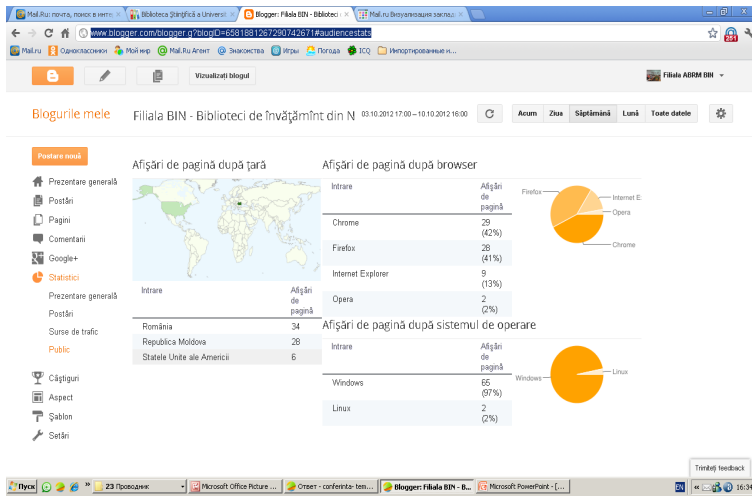 Mail.Ru: почта, поиск в инте
Biblioteca Ştiinţifică a Universit
Blogger: Filiala BIN - Bibliotec
Mail.ru Визуализация заклад
www.blogger.com/blogger.g?blogID=6581881267290742671#audiencestats
251
Mail.ru Одноклассники Мой мир Mail.Ru Агент Знакомства Игры Погода ICQ Импортированные и...
Vizualizaţi blogul
Filiala ABRM BIN
Blogurile mele
Filiala BIN - Biblioteci de învăţămînt din N
03.10.2012 17:00 – 10.10.2012 16:00
Acum Ziua Săptămână Lună Toate datele
Postare nouă
Prezentare generală
Postări
Pagini
Comentarii
Google+
Statistici
Prezentare generală
Postări
Surse de trafic
Public
Câştiguri
Aspect
Şablon
Setări
Afişări de pagină după ţară
Intrare Afişări de pagină
România 34
Republica Moldova 28
Statele Unite ale Americii 6
Afişări de pagină după browser
Intrare Afişări de pagină
Chrome 29 (42%)
Firefox 28 (41%)
Internet Explorer 9 (13%)
Opera 2 (2%)
Firefox
Internet E:
Opera
Chrome
Afişări de pagină după sistemul de operare
Intrare Afişări de pagină
Windows 65 (97%)
Linux 2 (2%)
Windows
Linux
Trimiteţi feedback
Пуск
23 Проводник
Microsoft Office Picture ...
Ответ - conferinta- tem...
Blogger: Filiala BIN - B...
Microsoft PowerPoint - [...
EN
16:34